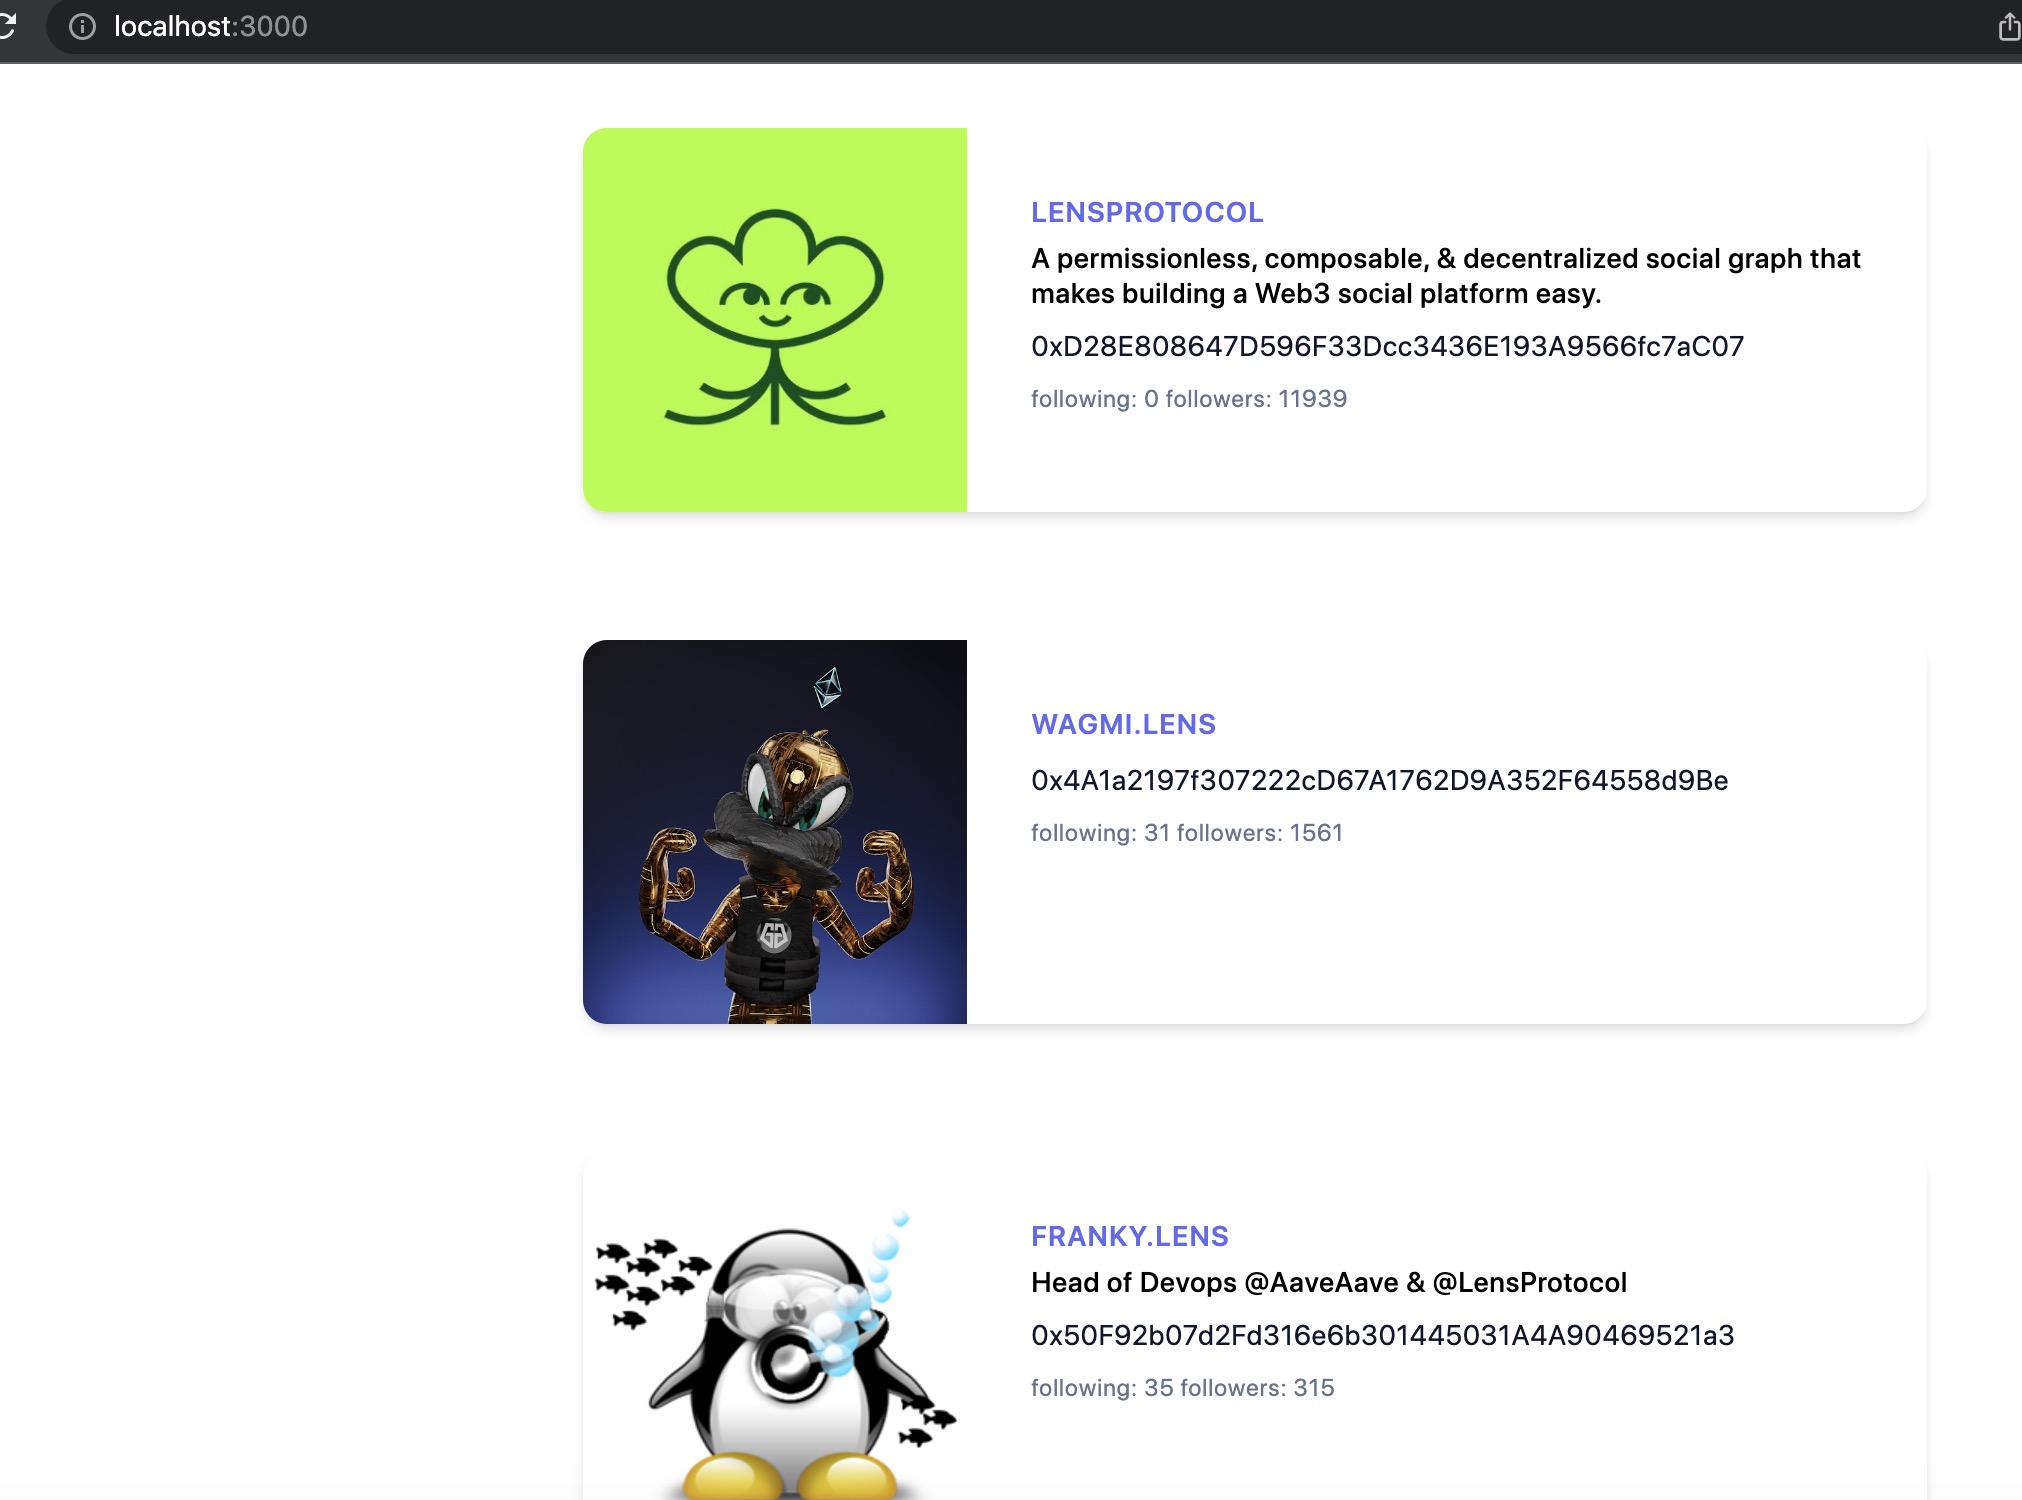 localhost:3000
LENSPROTOCOL
A permissionless, composable, & decentralized social graph that
makes building a Web3 social platform easy.
0xD28E808647D596F33Dcc3436E193A9566fc7aC07
following: 0 followers: 11939
WAGMI.LENS
0x4A1a2197f307222cD67A1762D9A352F64558d9Be
following: 31 followers: 1561
FRANKY.LENS
Head of Devops @AaveAave & @LensProtocol
0x50F92b07d2Fd316e6b301445031A4A90469521a3
following: 35 followers: 315